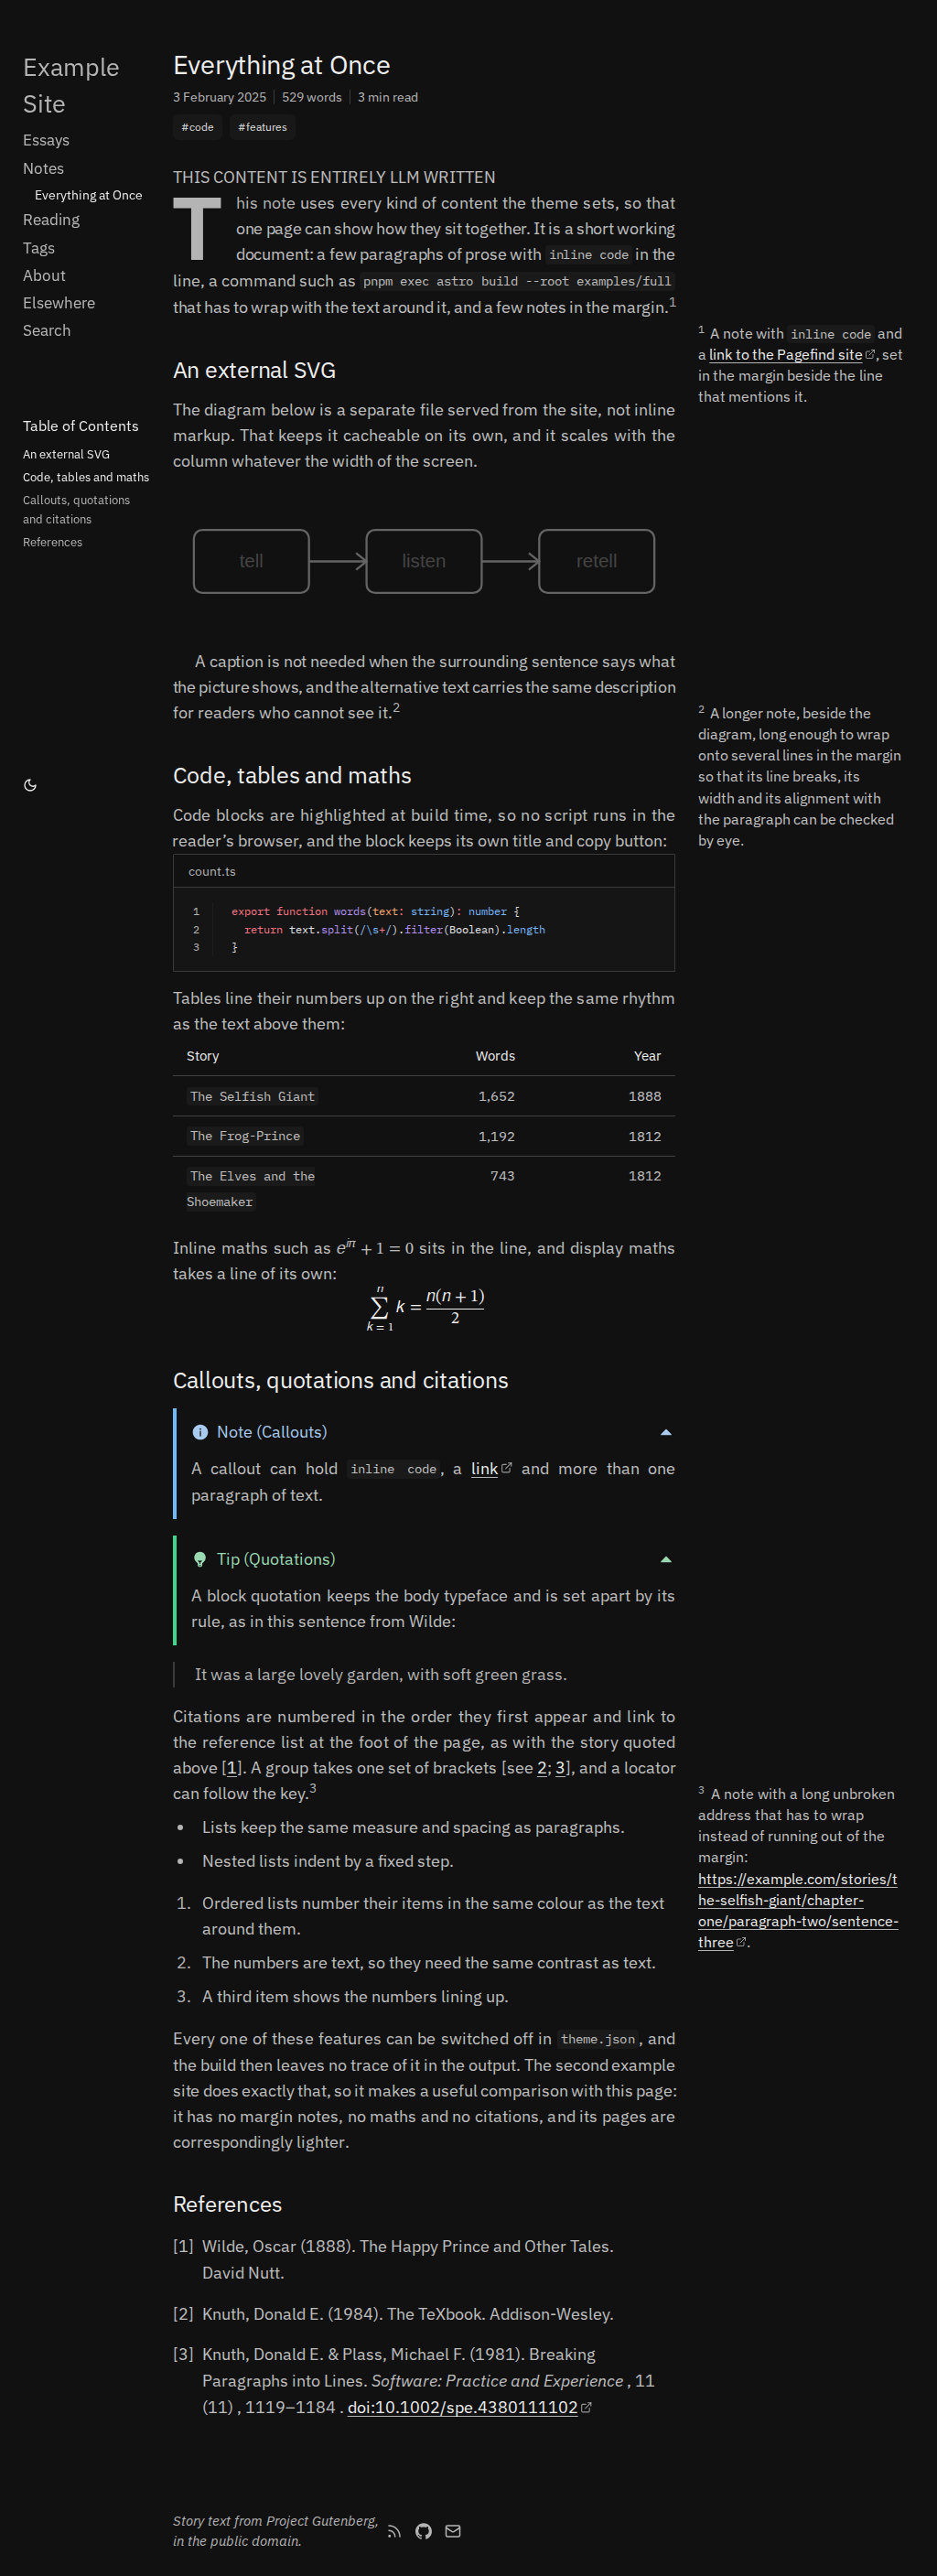 Example
Site
Essays
Notes
Everything at Once
Reading
Tags
About
Elsewhere
Search
Table of Contents
An external SVG
Code, tables and maths
Callouts, quotations
and citations
References
Everything at Once
3 February 2025 | 529 words | 3 min read
#code #features
THIS CONTENT IS ENTIRELY LLM WRITTEN
This note uses every kind of content the theme sets, so that
one page can show how they sit together. It is a short working
document: a few paragraphs of prose with inline code in the
line, a command such as pnpm exec astro build --root examples/full
that has to wrap with the text around it, and a few notes in the margin.1
1 A note with inline code and
a link to the Pagefind site, set
in the margin beside the line
that mentions it.
An external SVG
The diagram below is a separate file served from the site, not inline
markup. That keeps it cacheable on its own, and it scales with the
column whatever the width of the screen.
tell listen retell
A caption is not needed when the surrounding sentence says what
the picture shows, and the alternative text carries the same description
for readers who cannot see it.2
2 A longer note, beside the
diagram, long enough to wrap
onto several lines in the margin
so that its line breaks, its
width and its alignment with
the paragraph can be checked
by eye.
Code, tables and maths
Code blocks are highlighted at build time, so no script runs in the
reader’s browser, and the block keeps its own title and copy button:
count.ts
1 export function words(text: string): number {
2 return text.split(/\s+/).filter(Boolean).length
3 }
Tables line their numbers up on the right and keep the same rhythm
as the text above them:
Story Words Year
The Selfish Giant 1,652 1888
The Frog-Prince 1,192 1812
The Elves and the 743 1812
Shoemaker
Inline maths such as e^iπ + 1 = 0 sits in the line, and display maths
takes a line of its own:
n
∑ k = n(n + 1)
k = 1 2
Callouts, quotations and citations
Note (Callouts)
A callout can hold inline code, a link and more than one
paragraph of text.
Tip (Quotations)
A block quotation keeps the body typeface and is set apart by its
rule, as in this sentence from Wilde:
It was a large lovely garden, with soft green grass.
Citations are numbered in the order they first appear and link to
the reference list at the foot of the page, as with the story quoted
above [1]. A group takes one set of brackets [see 2; 3], and a locator
can follow the key.3
3 A note with a long unbroken
address that has to wrap
instead of running out of the
margin:
https://example.com/stories/t
he-selfish-giant/chapter-
one/paragraph-two/sentence-
three.
• Lists keep the same measure and spacing as paragraphs.
• Nested lists indent by a fixed step.
1. Ordered lists number their items in the same colour as the text
around them.
2. The numbers are text, so they need the same contrast as text.
3. A third item shows the numbers lining up.
Every one of these features can be switched off in theme.json, and
the build then leaves no trace of it in the output. The second example
site does exactly that, so it makes a useful comparison with this page:
it has no margin notes, no maths and no citations, and its pages are
correspondingly lighter.
References
[1] Wilde, Oscar (1888). The Happy Prince and Other Tales.
David Nutt.
[2] Knuth, Donald E. (1984). The TeXbook. Addison-Wesley.
[3] Knuth, Donald E. & Plass, Michael F. (1981). Breaking
Paragraphs into Lines. Software: Practice and Experience , 11
(11) , 1119–1184 . doi:10.1002/spe.4380111102
Story text from Project Gutenberg,
in the public domain.